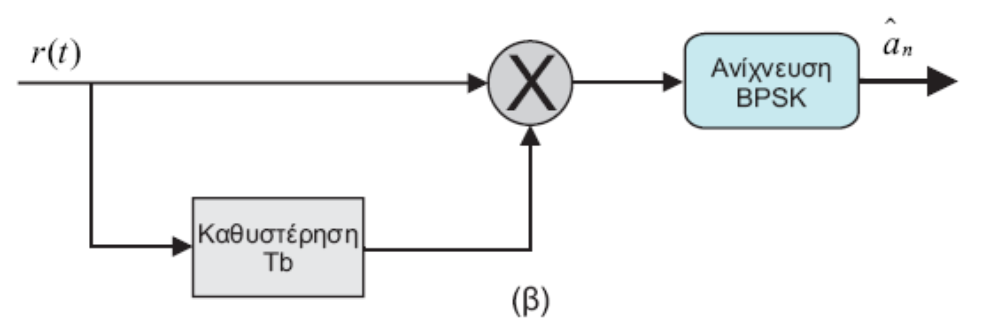 r(t)
X
Ανίχνευση
BPSK
â_n
Καθυστέρηση
Tb
(β)